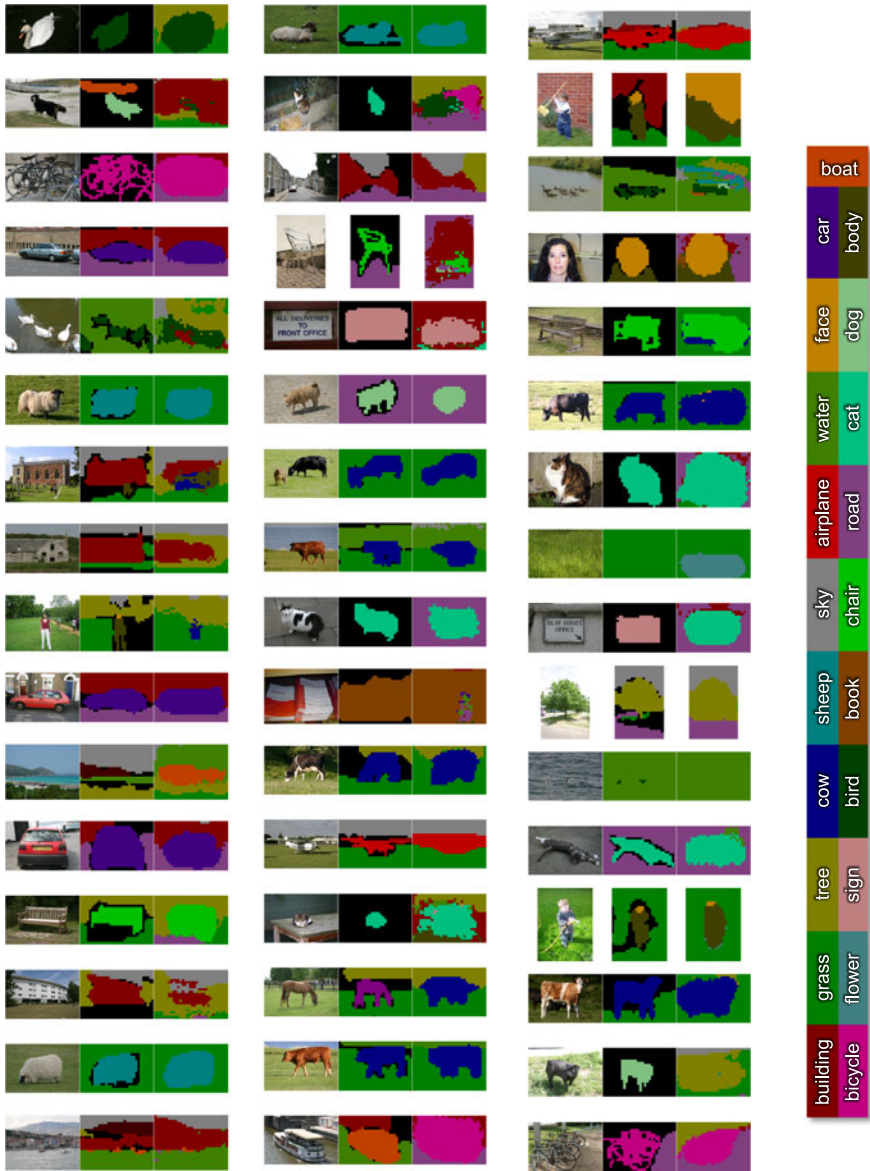 ALL DELIVERIES
TO
FRONT OFFICE
boat
car
body
face
dog
water
cat
airplane
road
sky
chair
sheep
book
cow
bird
tree
sign
grass
flower
building
bicycle